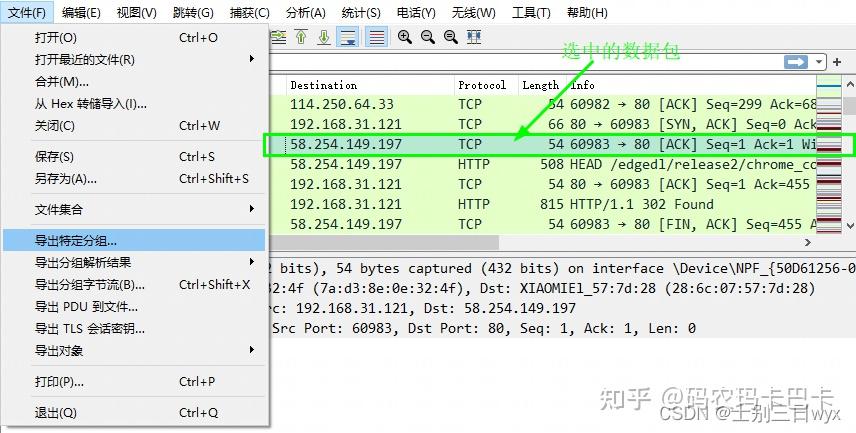 文件(F) 编辑(E) 视图(V) 跳转(G) 捕获(C) 分析(A) 统计(S) 电话(Y) 无线(W) 工具(T) 帮助(H)
打开(O) Ctrl+O
打开最近的文件(R)
合并(M)...
从 Hex 转储导入(I)...
关闭(C) Ctrl+W
保存(S) Ctrl+S
另存为(A)... Ctrl+Shift+S
文件集合
导出特定分组...
导出分组解析结果
导出分组字节流(B)... Ctrl+Shift+X
导出 PDU 到文件...
导出 TLS 会话密钥...
导出对象
打印(P)... Ctrl+P
退出(Q) Ctrl+Q
选中的数据包
Destination Protocol Length Info
114.250.64.33 TCP 54 60982 → 80 [ACK] Seq=299 Ack=68
192.168.31.121 TCP 66 80 → 60983 [SYN, ACK] Seq=0 Ack
58.254.149.197 TCP 54 60983 → 80 [ACK] Seq=1 Ack=1 Wi
58.254.149.197 HTTP 508 HEAD /edgedl/release2/chrome_co
192.168.31.121 TCP 54 80 → 60983 [ACK] Seq=1 Ack=455
192.168.31.121 HTTP 815 HTTP/1.1 302 Found
58.254.149.197 TCP 54 60983 → 80 [FIN, ACK] Seq=455 A
2 bits), 54 bytes captured (432 bits) on interface \Device\NPF_{50D61256-0
32:4f (7a:d3:8e:0e:32:4f), Dst: XIAOMIEl_57:7d:28 (28:6c:07:57:7d:28)
rc: 192.168.31.121, Dst: 58.254.149.197
Src Port: 60983, Dst Port: 80, Seq: 1, Ack: 1, Len: 0
知乎 @码农玛卡巴卡
CSDN @士别三日wyx